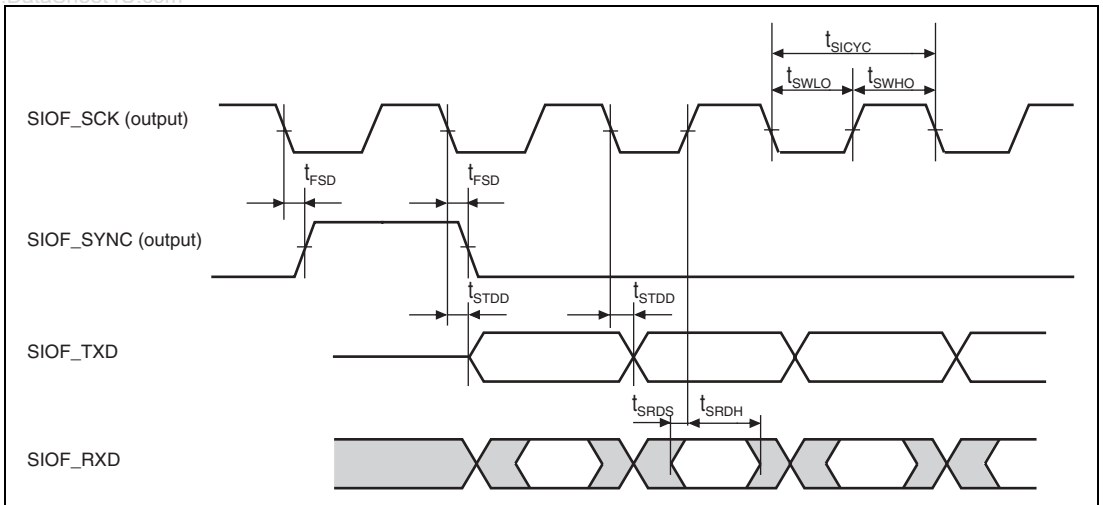 tSICYC
tSWLO tSWHO
SIOF_SCK (output)
tFSD tFSD
SIOF_SYNC (output)
tSTDD tSTDD
SIOF_TXD
tSRDS tSRDH
SIOF_RXD